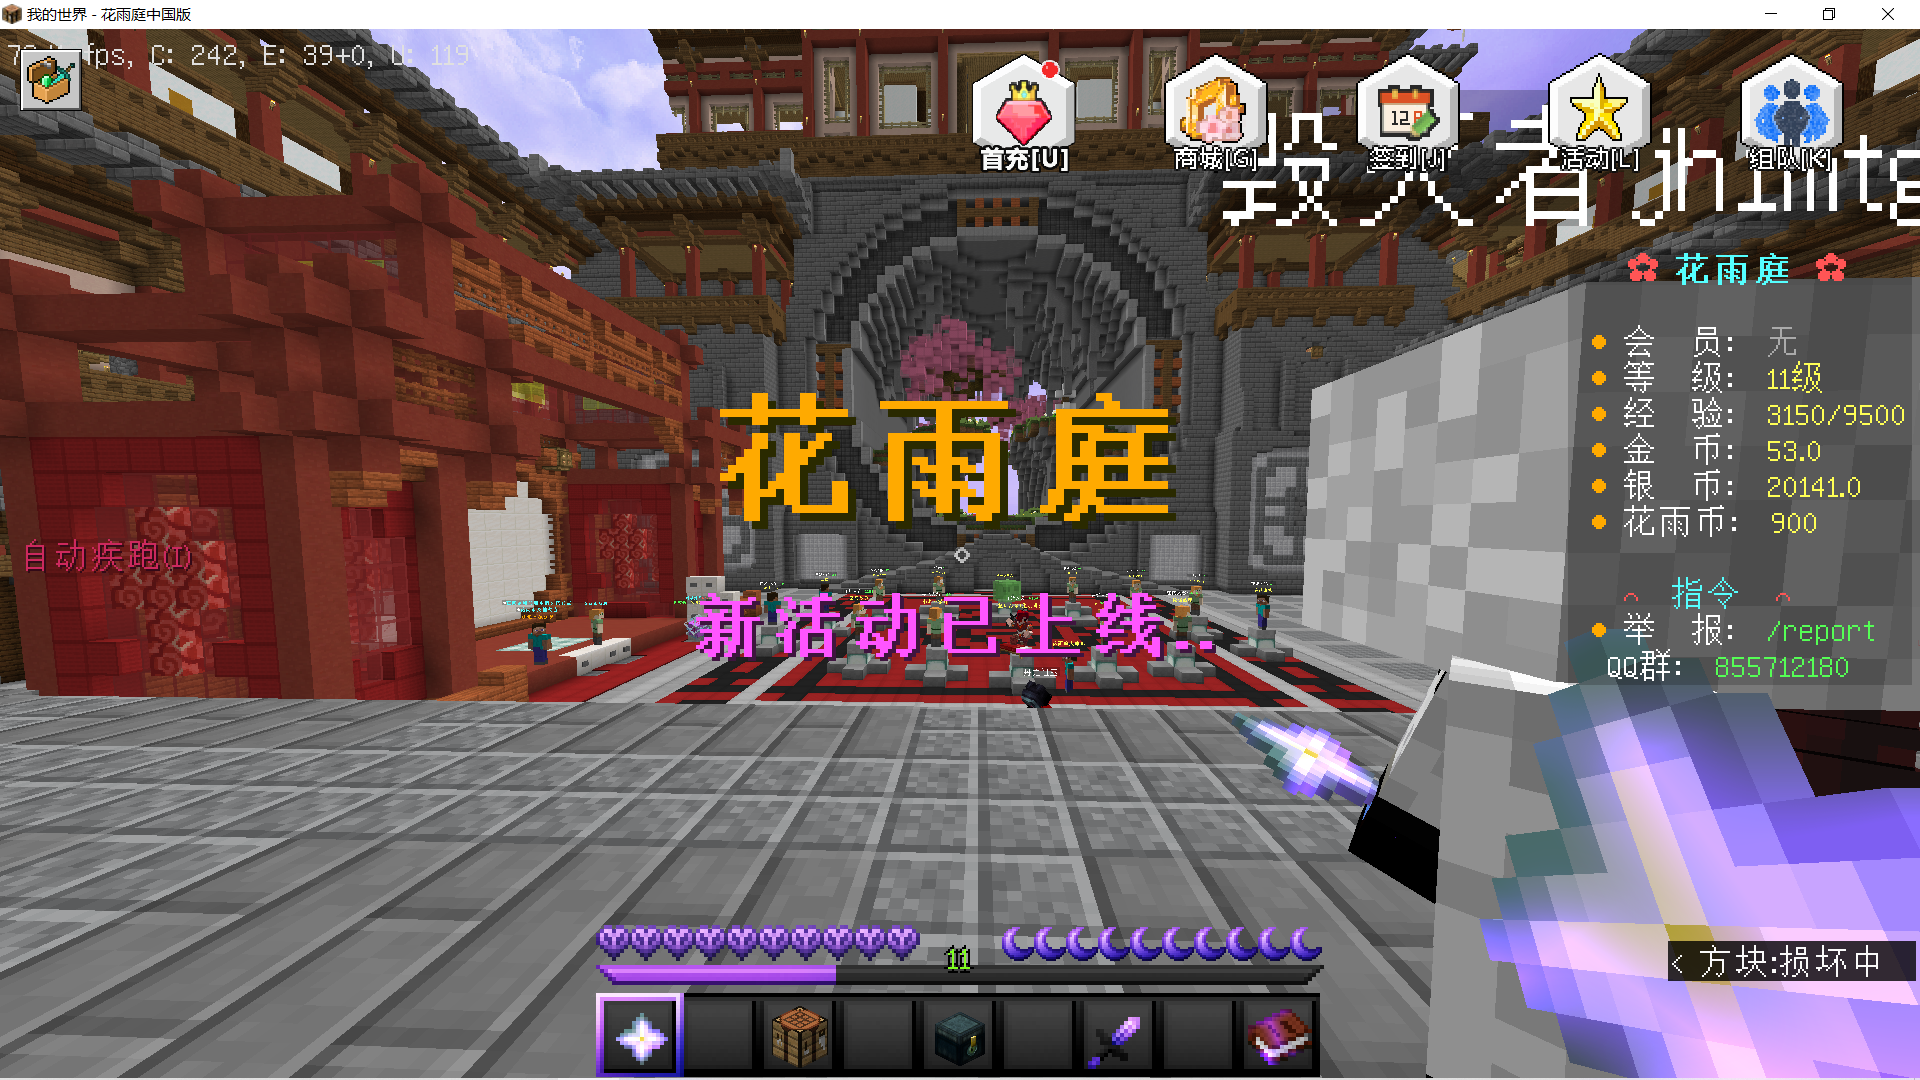 我的世界 - 花雨庭中国版
fps, C: 242, E: 39+0, U: 119
首充[U]
商城[G]
签到[J]
活动[L]
组队[K]
花雨庭
会 员: 无
等 级: 11级
经 验: 3150/9500
金 币: 53.0
银 币: 20141.0
花雨币: 900
指令
举 报: /report
QQ群: 855712180
花雨庭
新活动已上线..
自动疾跑(I)
< 方块:损坏中
11